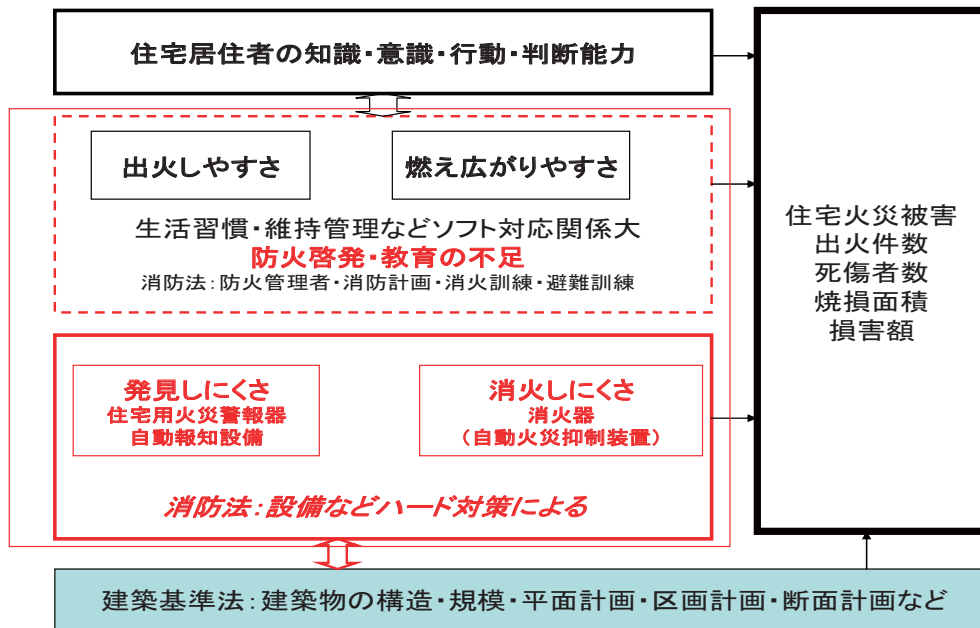 住宅居住者の知識・意識・行動・判断能力
出火しやすさ
燃え広がりやすさ
生活習慣・維持管理などソフト対応関係大
防火啓発・教育の不足
消防法:防火管理者・消防計画・消火訓練・避難訓練
発見しにくさ
住宅用火災警報器
自動報知設備
消火しにくさ
消火器
(自動火災抑制装置)
消防法:設備などハード対策による
住宅火災被害
出火件数
死傷者数
焼損面積
損害額
建築基準法:建築物の構造・規模・平面計画・区画計画・断面計画など